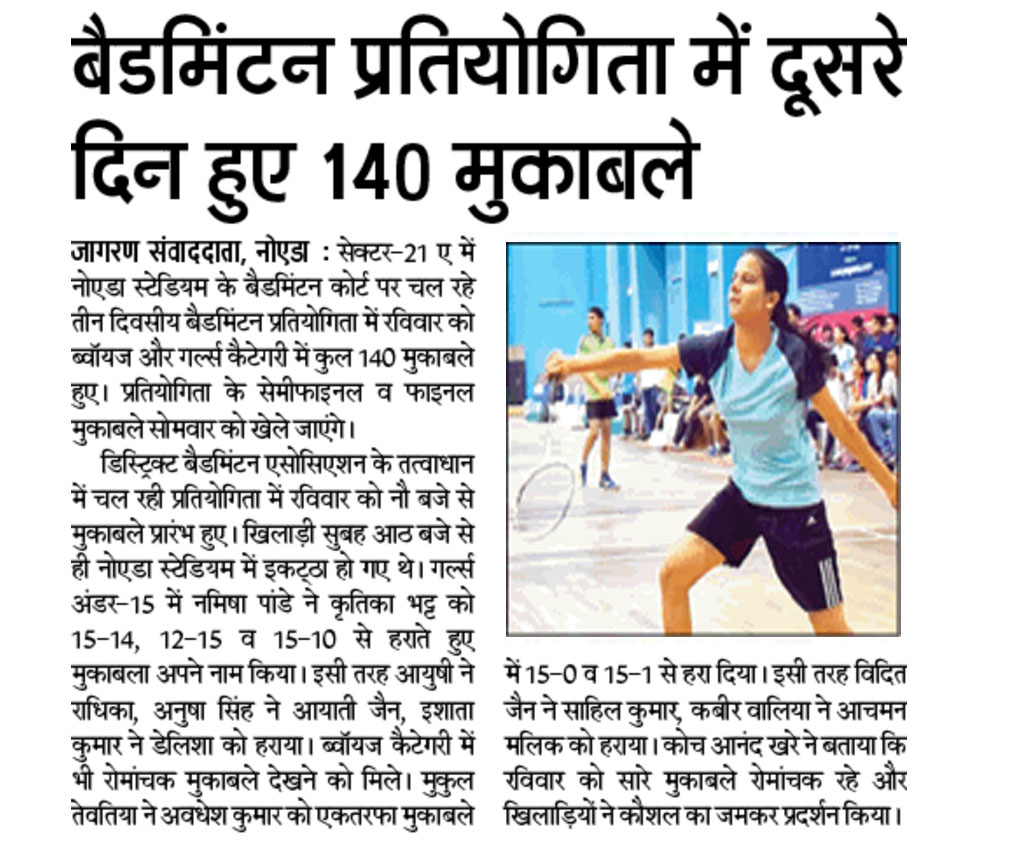 बैडमिंटन प्रतियोगिता में दूसरे
दिन हुए 140 मुकाबले
जागरण संवाददाता, नोएडा : सेक्टर-21 ए में
नोएडा स्टेडियम के बैडमिंटन कोर्ट पर चल रहे
तीन दिवसीय बैडमिंटन प्रतियोगिता में रविवार को
ब्वॉयज और गर्ल्स कैटेगरी में कुल 140 मुकाबले
हुए। प्रतियोगिता के सेमीफाइनल व फाइनल
मुकाबले सोमवार को खेले जाएंगे।
डिस्ट्रिक्ट बैडमिंटन एसोसिएशन के तत्वाधान
में चल रही प्रतियोगिता में रविवार को नौ बजे से
मुकाबले प्रारंभ हुए। खिलाड़ी सुबह आठ बजे से
ही नोएडा स्टेडियम में इकट्ठा हो गए थे। गर्ल्स
अंडर-15 में नमिषा पांडे ने कृतिका भट्ट को
15-14, 12-15 व 15-10 से हराते हुए
मुकाबला अपने नाम किया। इसी तरह आयुषी ने
राधिका, अनुषा सिंह ने आयाती जैन, इशाता
कुमार ने डेलिशा को हराया। ब्वॉयज कैटेगरी में
भी रोमांचक मुकाबले देखने को मिले। मुकुल
तेवतिया ने अवधेश कुमार को एकतरफा मुकाबले
में 15-0 व 15-1 से हरा दिया। इसी तरह विदित
जैन ने साहिल कुमार, कबीर वालिया ने आचमन
मलिक को हराया। कोच आनंद खरे ने बताया कि
रविवार को सारे मुकाबले रोमांचक रहे और
खिलाड़ियों ने कौशल का जमकर प्रदर्शन किया।